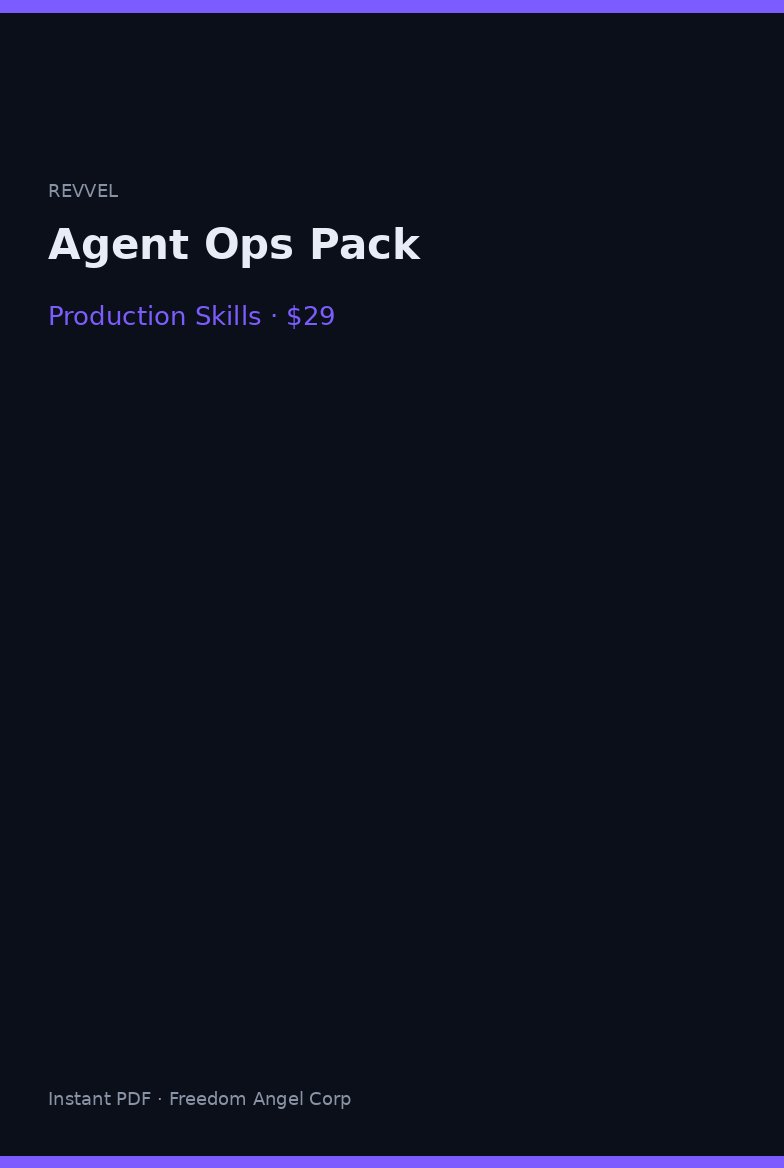 REVVEL
Agent Ops Pack
Production Skills · $29
Instant PDF · Freedom Angel Corp